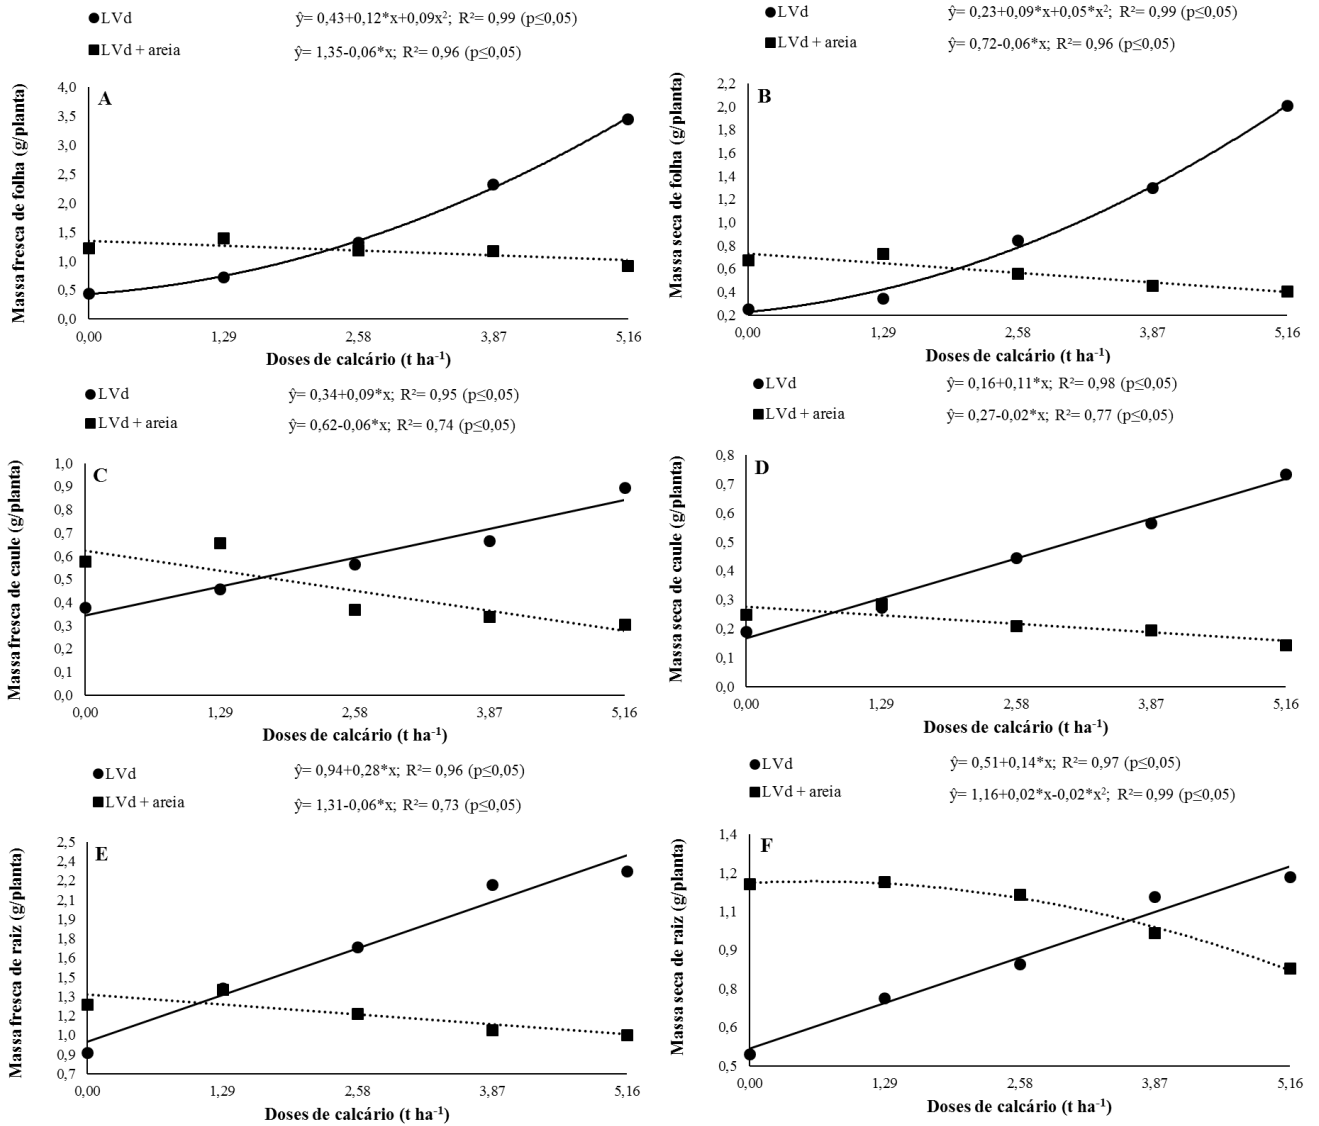 ●LVd ŷ= 0,43+0,12*x+0,09x²; R²= 0,99 (p≤0,05)
■LVd + areia ŷ= 1,35-0,06*x; R²= 0,96 (p≤0,05)
A
Massa fresca de folha (g/planta)
4,0
3,5
3,0
2,5
2,0
1,5
1,0
0,5
0,0
0,00 1,29 2,58 3,87 5,16
Doses de calcário (t ha⁻¹)
●LVd ŷ= 0,23+0,09*x+0,05*x²; R²= 0,99 (p≤0,05)
■LVd + areia ŷ= 0,72-0,06*x; R²= 0,96 (p≤0,05)
B
Massa seca de folha (g/planta)
2,2
2,0
1,8
1,6
1,4
1,2
1,0
0,8
0,6
0,4
0,2
0,00 1,29 2,58 3,87 5,16
Doses de calcário (t ha⁻¹)
●LVd ŷ= 0,34+0,09*x; R²= 0,95 (p≤0,05)
■LVd + areia ŷ= 0,62-0,06*x; R²= 0,74 (p≤0,05)
C
Massa fresca de caule (g/planta)
1,0
0,9
0,8
0,7
0,6
0,5
0,4
0,3
0,2
0,1
0,0
0,00 1,29 2,58 3,87 5,16
Doses de calcário (t ha⁻¹)
●LVd ŷ= 0,16+0,11*x; R²= 0,98 (p≤0,05)
■LVd + areia ŷ= 0,27-0,02*x; R²= 0,77 (p≤0,05)
D
Massa seca de caule (g/planta)
0,8
0,7
0,6
0,5
0,4
0,3
0,2
0,1
0,0
0,00 1,29 2,58 3,87 5,16
Doses de calcário (t ha⁻¹)
●LVd ŷ= 0,94+0,28*x; R²= 0,96 (p≤0,05)
■LVd + areia ŷ= 1,31-0,06*x; R²= 0,73 (p≤0,05)
E
Massa fresca de raiz (g/planta)
2,5
2,4
2,2
2,1
1,9
1,8
1,6
1,5
1,3
1,2
1,0
0,9
0,7
0,00 1,29 2,58 3,87 5,16
Doses de calcário (t ha⁻¹)
●LVd ŷ= 0,51+0,14*x; R²= 0,97 (p≤0,05)
■LVd + areia ŷ= 1,16+0,02*x-0,02*x²; R²= 0,99 (p≤0,05)
F
Massa seca de raiz (g/planta)
1,4
1,2
1,1
0,9
0,8
0,6
0,5
0,00 1,29 2,58 3,87 5,16
Doses de calcário (t ha⁻¹)